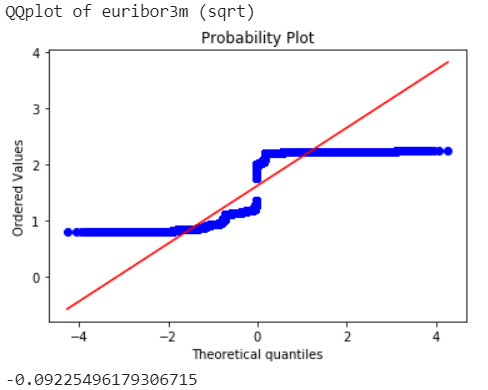 QQplot of euribor3m (sqrt)
Probability Plot
4
3
2
1
0
Ordered Values
−4
−2
0
2
4
Theoretical quantiles
-0.09225496179306715